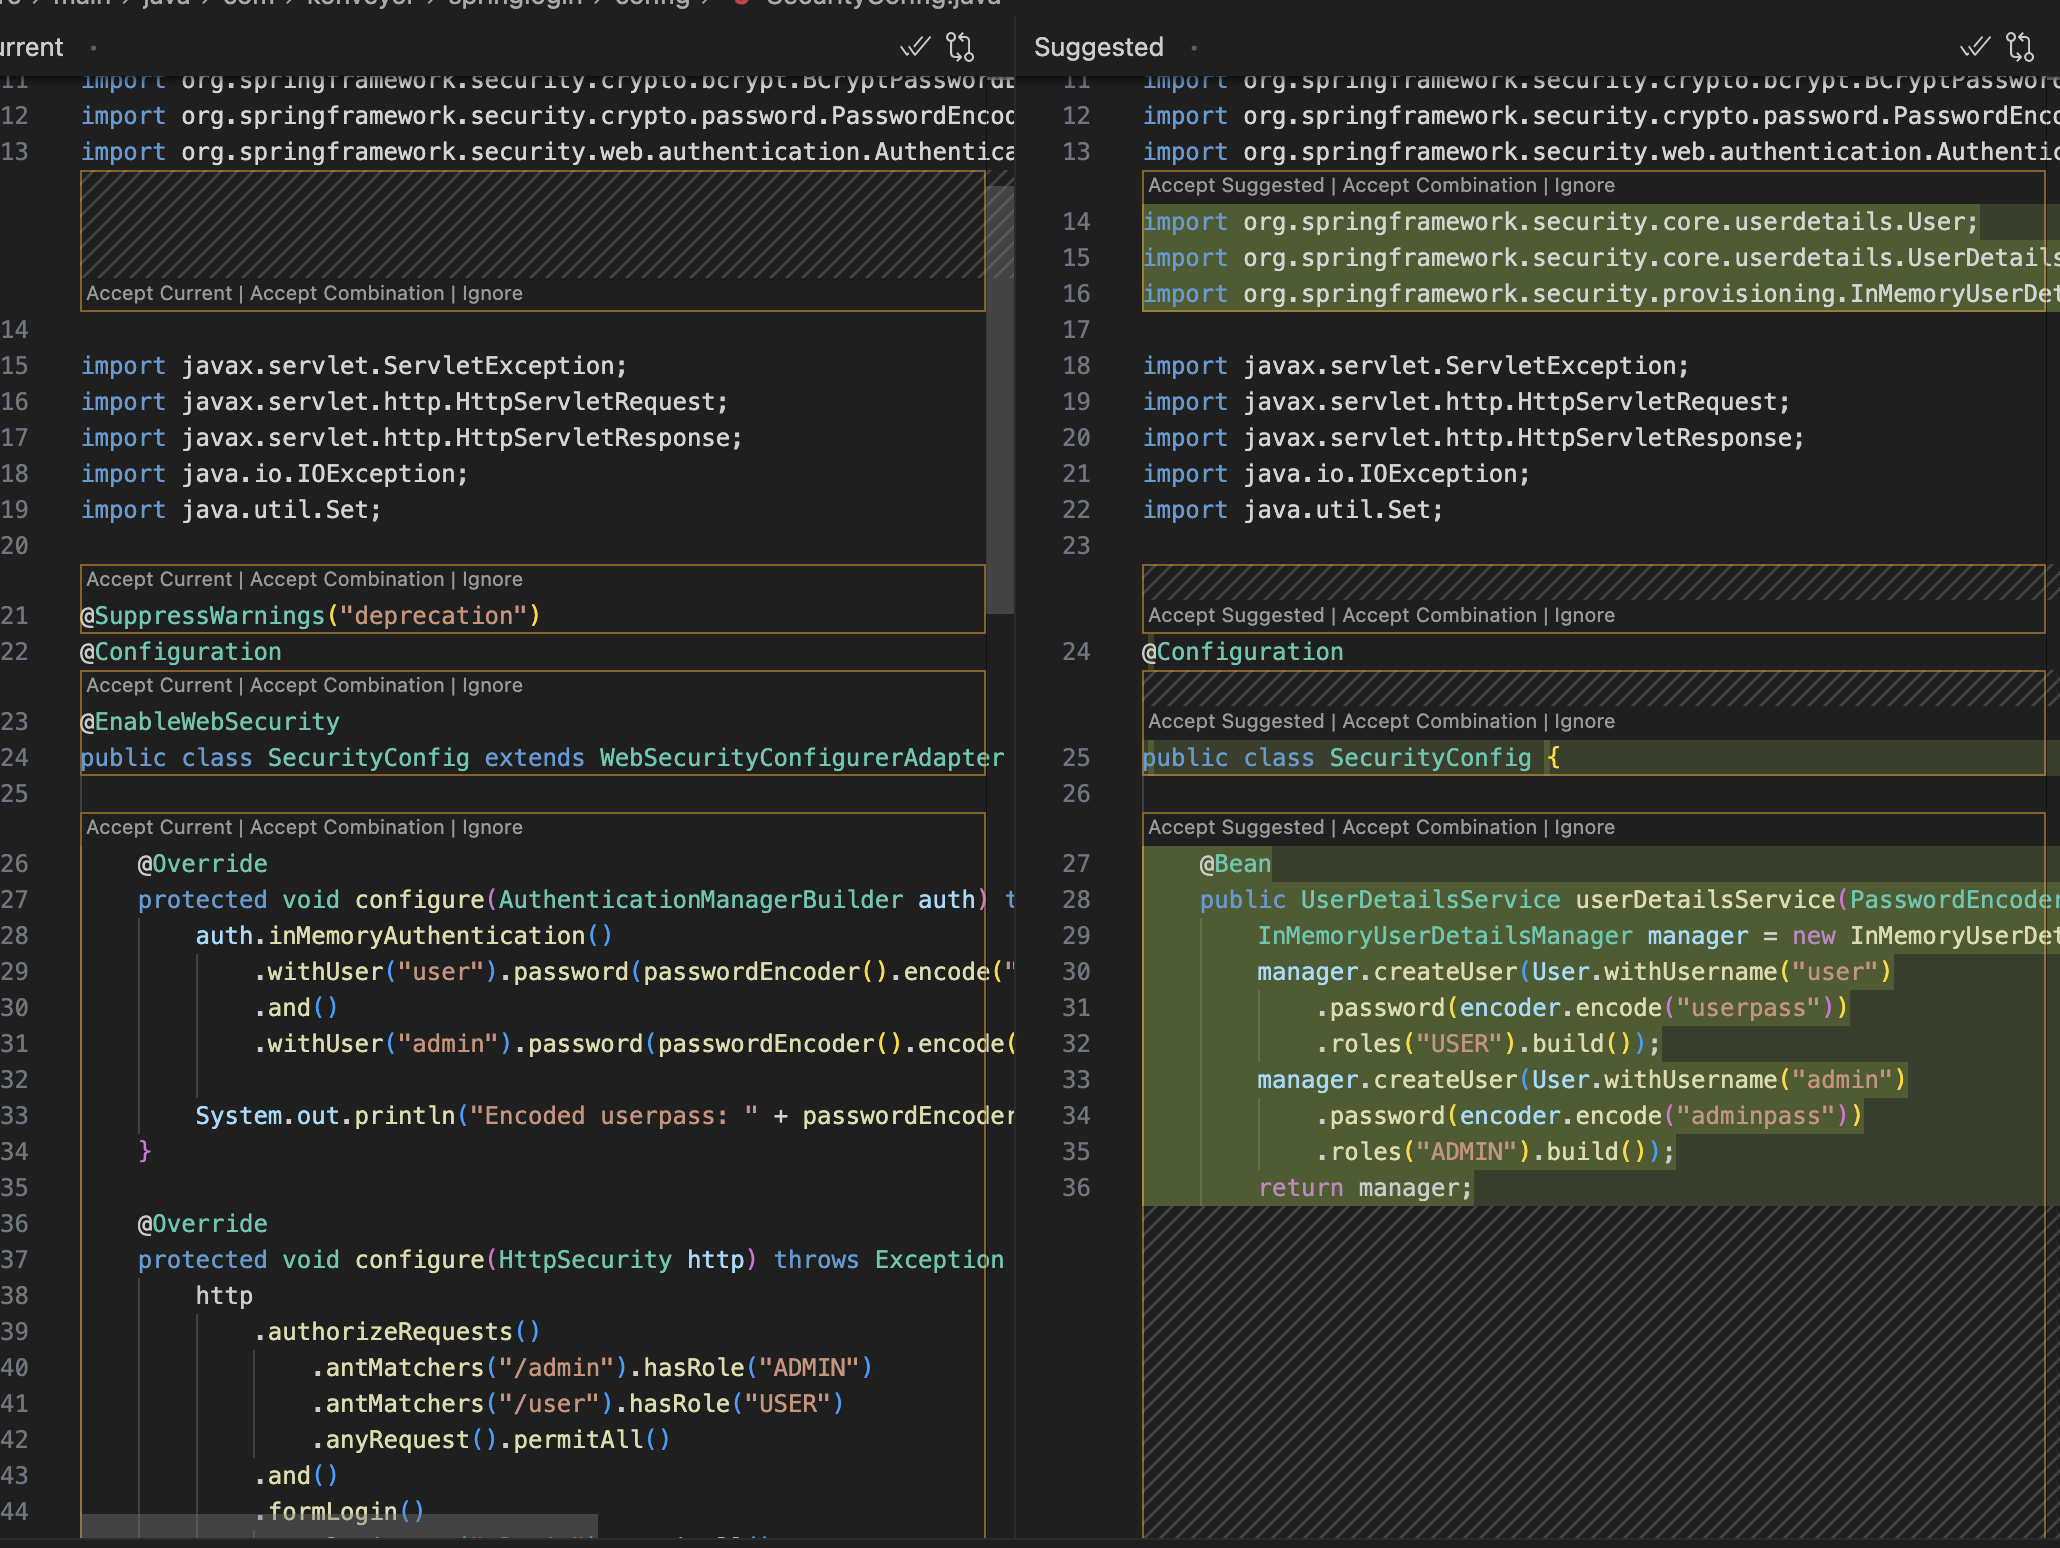 main > java > com > konveyor > springlogin > config > SecurityConfig.java
urrent
11 import org.springframework.security.crypto.bcrypt.BCryptPasswordE
12 import org.springframework.security.crypto.password.PasswordEncod
13 import org.springframework.security.web.authentication.Authentica
Accept Current | Accept Combination | Ignore
14
15 import javax.servlet.ServletException;
16 import javax.servlet.http.HttpServletRequest;
17 import javax.servlet.http.HttpServletResponse;
18 import java.io.IOException;
19 import java.util.Set;
20
Accept Current | Accept Combination | Ignore
21 @SuppressWarnings("deprecation")
22 @Configuration
Accept Current | Accept Combination | Ignore
23 @EnableWebSecurity
24 public class SecurityConfig extends WebSecurityConfigurerAdapter
25
Accept Current | Accept Combination | Ignore
26 @Override
27 protected void configure(AuthenticationManagerBuilder auth) t
28 auth.inMemoryAuthentication()
29 .withUser("user").password(passwordEncoder().encode("
30 .and()
31 .withUser("admin").password(passwordEncoder().encode(
32
33 System.out.println("Encoded userpass: " + passwordEncoder
34 }
35
36 @Override
37 protected void configure(HttpSecurity http) throws Exception
38 http
39 .authorizeRequests()
40 .antMatchers("/admin").hasRole("ADMIN")
41 .antMatchers("/user").hasRole("USER")
42 .anyRequest().permitAll()
43 .and()
44 .formLogin()
Suggested
11 import org.springframework.security.crypto.bcrypt.BCryptPasswor
12 import org.springframework.security.crypto.password.PasswordEnco
13 import org.springframework.security.web.authentication.Authentic
Accept Suggested | Accept Combination | Ignore
14 import org.springframework.security.core.userdetails.User;
15 import org.springframework.security.core.userdetails.UserDetails
16 import org.springframework.security.provisioning.InMemoryUserDet
17
18 import javax.servlet.ServletException;
19 import javax.servlet.http.HttpServletRequest;
20 import javax.servlet.http.HttpServletResponse;
21 import java.io.IOException;
22 import java.util.Set;
23
Accept Suggested | Accept Combination | Ignore
24 @Configuration
Accept Suggested | Accept Combination | Ignore
25 public class SecurityConfig {
26
Accept Suggested | Accept Combination | Ignore
27 @Bean
28 public UserDetailsService userDetailsService(PasswordEncoder
29 InMemoryUserDetailsManager manager = new InMemoryUserDet
30 manager.createUser(User.withUsername("user")
31 .password(encoder.encode("userpass"))
32 .roles("USER").build());
33 manager.createUser(User.withUsername("admin")
34 .password(encoder.encode("adminpass"))
35 .roles("ADMIN").build());
36 return manager;